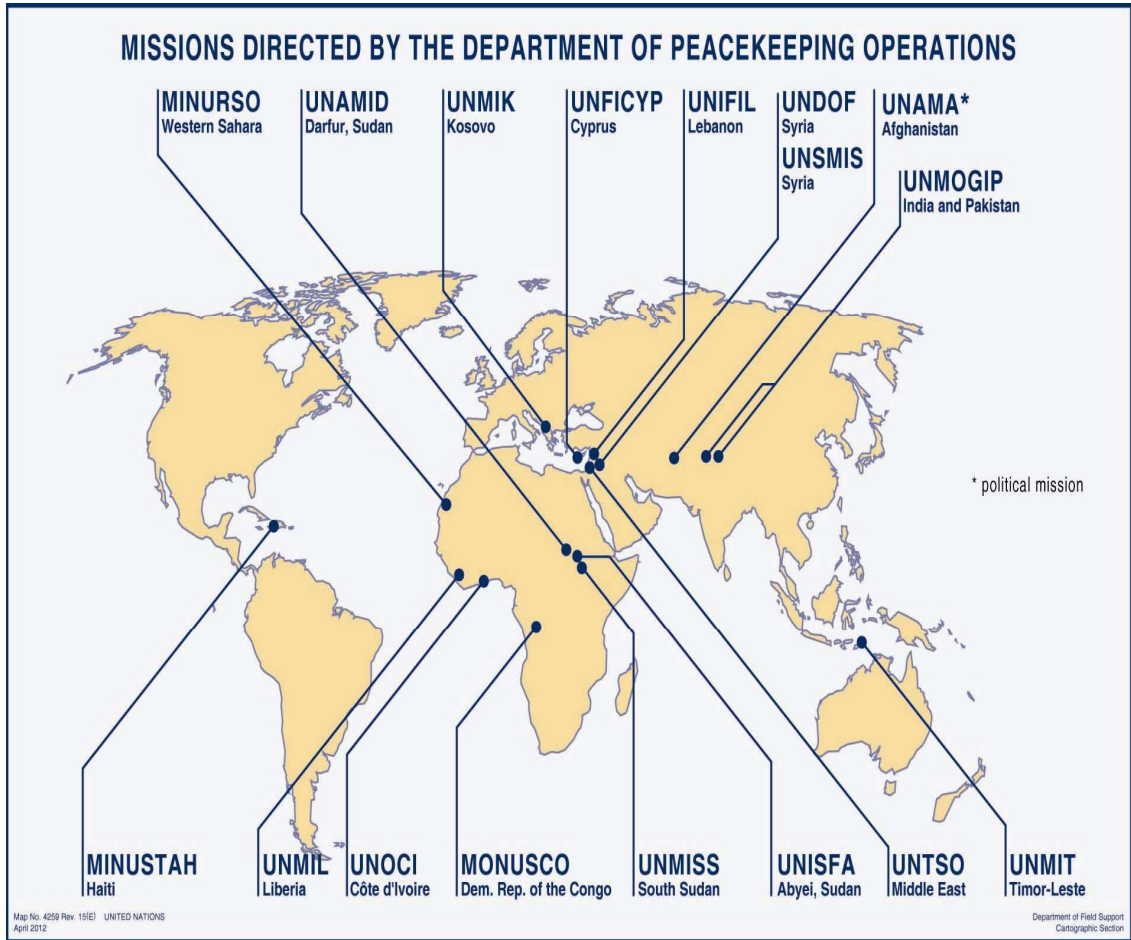 MISSIONS DIRECTED BY THE DEPARTMENT OF PEACEKEEPING OPERATIONS
MINURSO
Western Sahara
UNAMID
Darfur, Sudan
UNMIK
Kosovo
UNFICYP
Cyprus
UNIFIL
Lebanon
UNDOF
Syria
UNSMIS
Syria
UNAMA*
Afghanistan
UNMOGIP
India and Pakistan
* political mission
MINUSTAH
Haiti
UNMIL
Liberia
UNOCI
Côte d'Ivoire
MONUSCO
Dem. Rep. of the Congo
UNMISS
South Sudan
UNISFA
Abyei, Sudan
UNTSO
Middle East
UNMIT
Timor-Leste
Map No. 4259 Rev. 15(E) UNITED NATIONS
April 2012
Department of Field Support
Cartographic Section